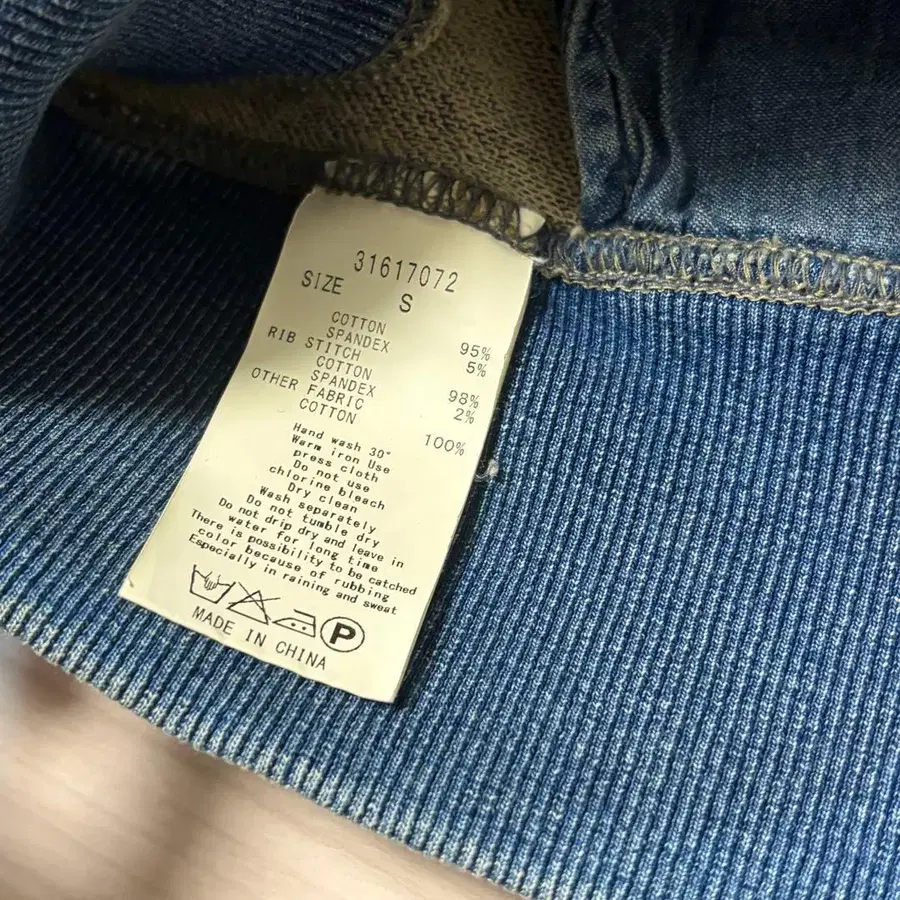 31617072
SIZE S
COTTON 95%
SPANDEX 5%
RIB STITCH
COTTON 98%
SPANDEX 2%
OTHER FABRIC
COTTON 100%
Hand wash 30°
Warm iron Use
press cloth
Do not use
chlorine bleach
Dry clean
Wash separately
Do not tumble dry
Do not drip dry and leave in
water for long time
There is possibility to be catched
color because of rubbing
Especially in raining and sweat
P
MADE IN CHINA